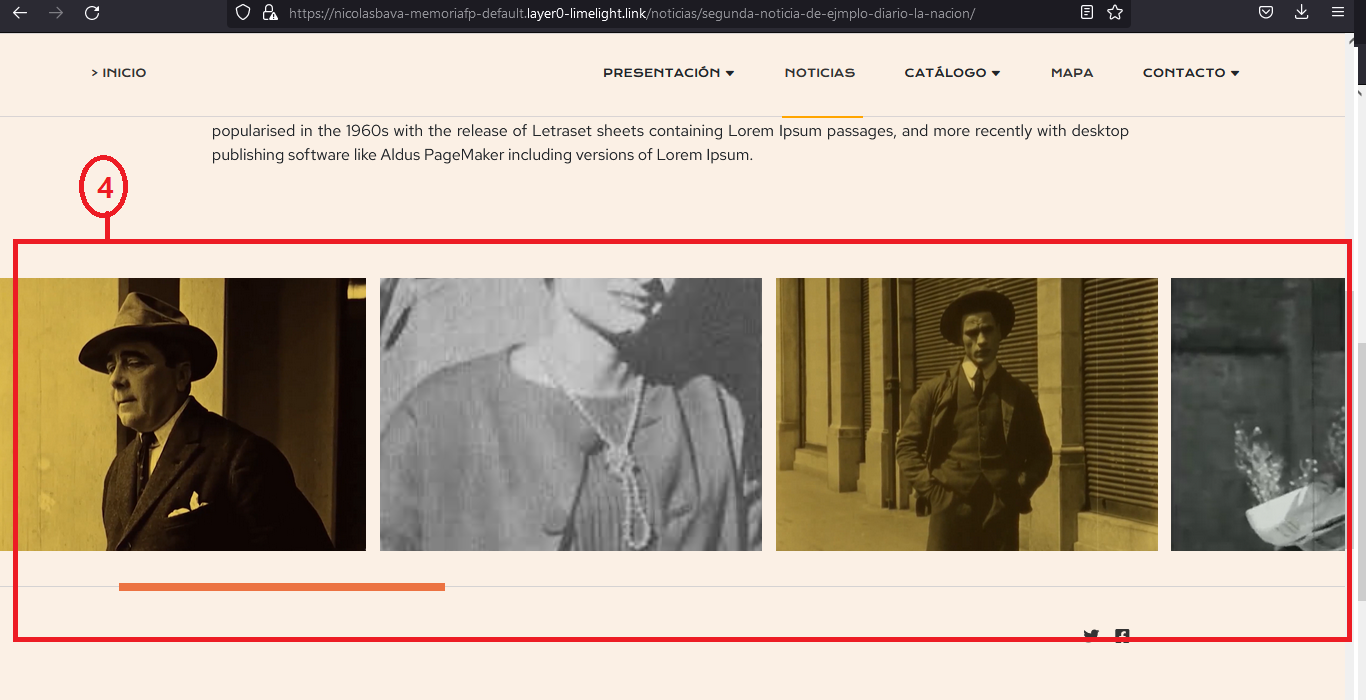 https://nicolasbava-memoriafp-default.layer0-limelight.link/noticias/segunda-noticia-de-ejmplo-diario-la-nacion/
> INICIO PRESENTACIÓN NOTICIAS CATÁLOGO MAPA CONTACTO
popularised in the 1960s with the release of Letraset sheets containing Lorem Ipsum passages, and more recently with desktop
publishing software like Aldus PageMaker including versions of Lorem Ipsum.
4